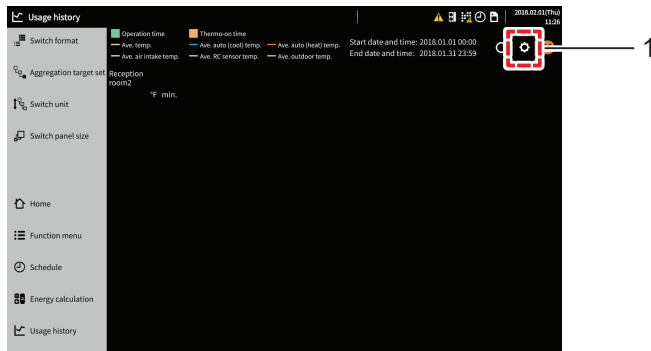 Usage history
2018.02.01(Thu)
11:26
Switch format
Aggregation target set
Switch unit
Switch panel size
Home
Function menu
Schedule
Energy calculation
Usage history
Operation time
Thermo-on time
Ave. temp.
Ave. auto (cool) temp.
Ave. auto (heat) temp.
Ave. air intake temp.
Ave. RC sensor temp.
Ave. outdoor temp.
Start date and time: 2018.01.01 00:00
End date and time: 2018.01.31 23:59
Reception
room2
°F min.
1